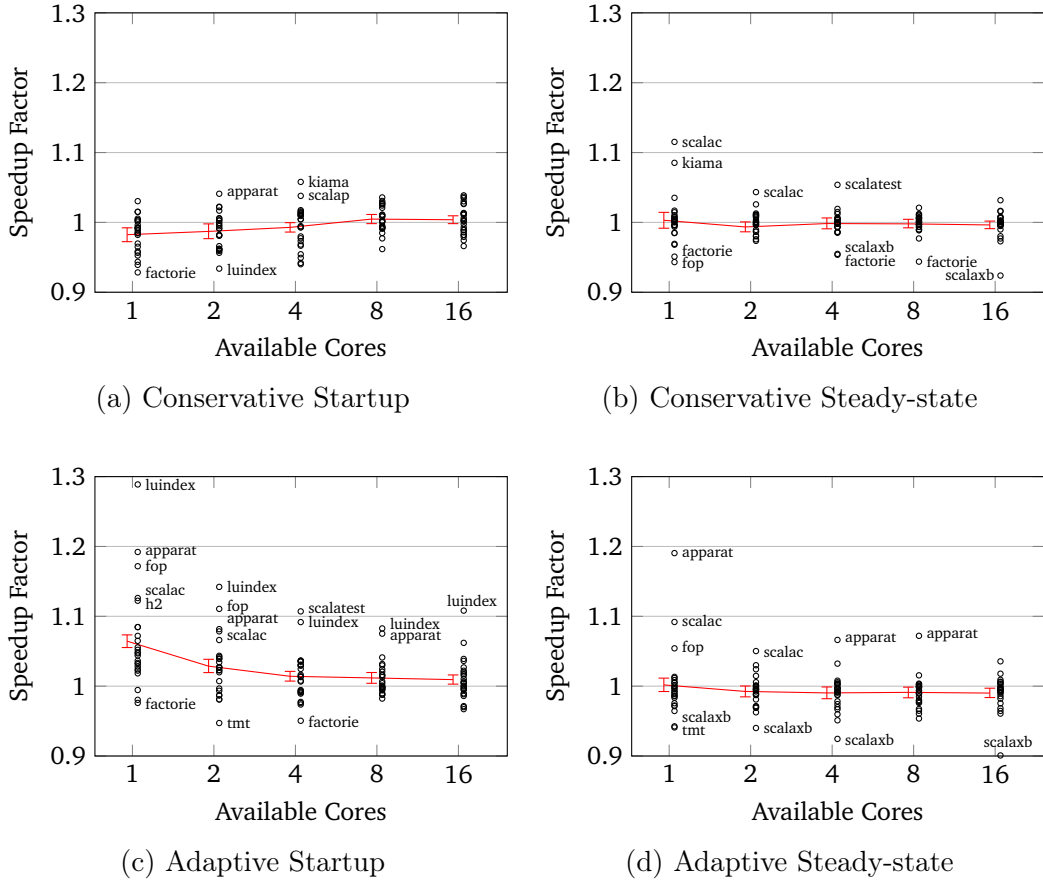 1.3
1.2
1.1
1
0.9
Speedup Factor
apparat
kiama
scalap
factorie
luindex
1 2 4 8 16
Available Cores
(a) Conservative Startup
1.3
1.2
1.1
1
0.9
Speedup Factor
scalac
kiama
scalac
scalatest
factorie
fop
scalaxb
factorie
factorie
scalaxb
1 2 4 8 16
Available Cores
(b) Conservative Steady-state
1.3
1.2
1.1
1
0.9
Speedup Factor
luindex
apparat
fop
scalac
h2
factorie
luindex
fop
apparat
scalac
tmt
scalatest
luindex
factorie
luindex
apparat
luindex
1 2 4 8 16
Available Cores
(c) Adaptive Startup
1.3
1.2
1.1
1
0.9
Speedup Factor
apparat
scalac
fop
scalaxb
tmt
scalac
scalaxb
apparat
scalaxb
apparat
scalaxb
1 2 4 8 16
Available Cores
(d) Adaptive Steady-state